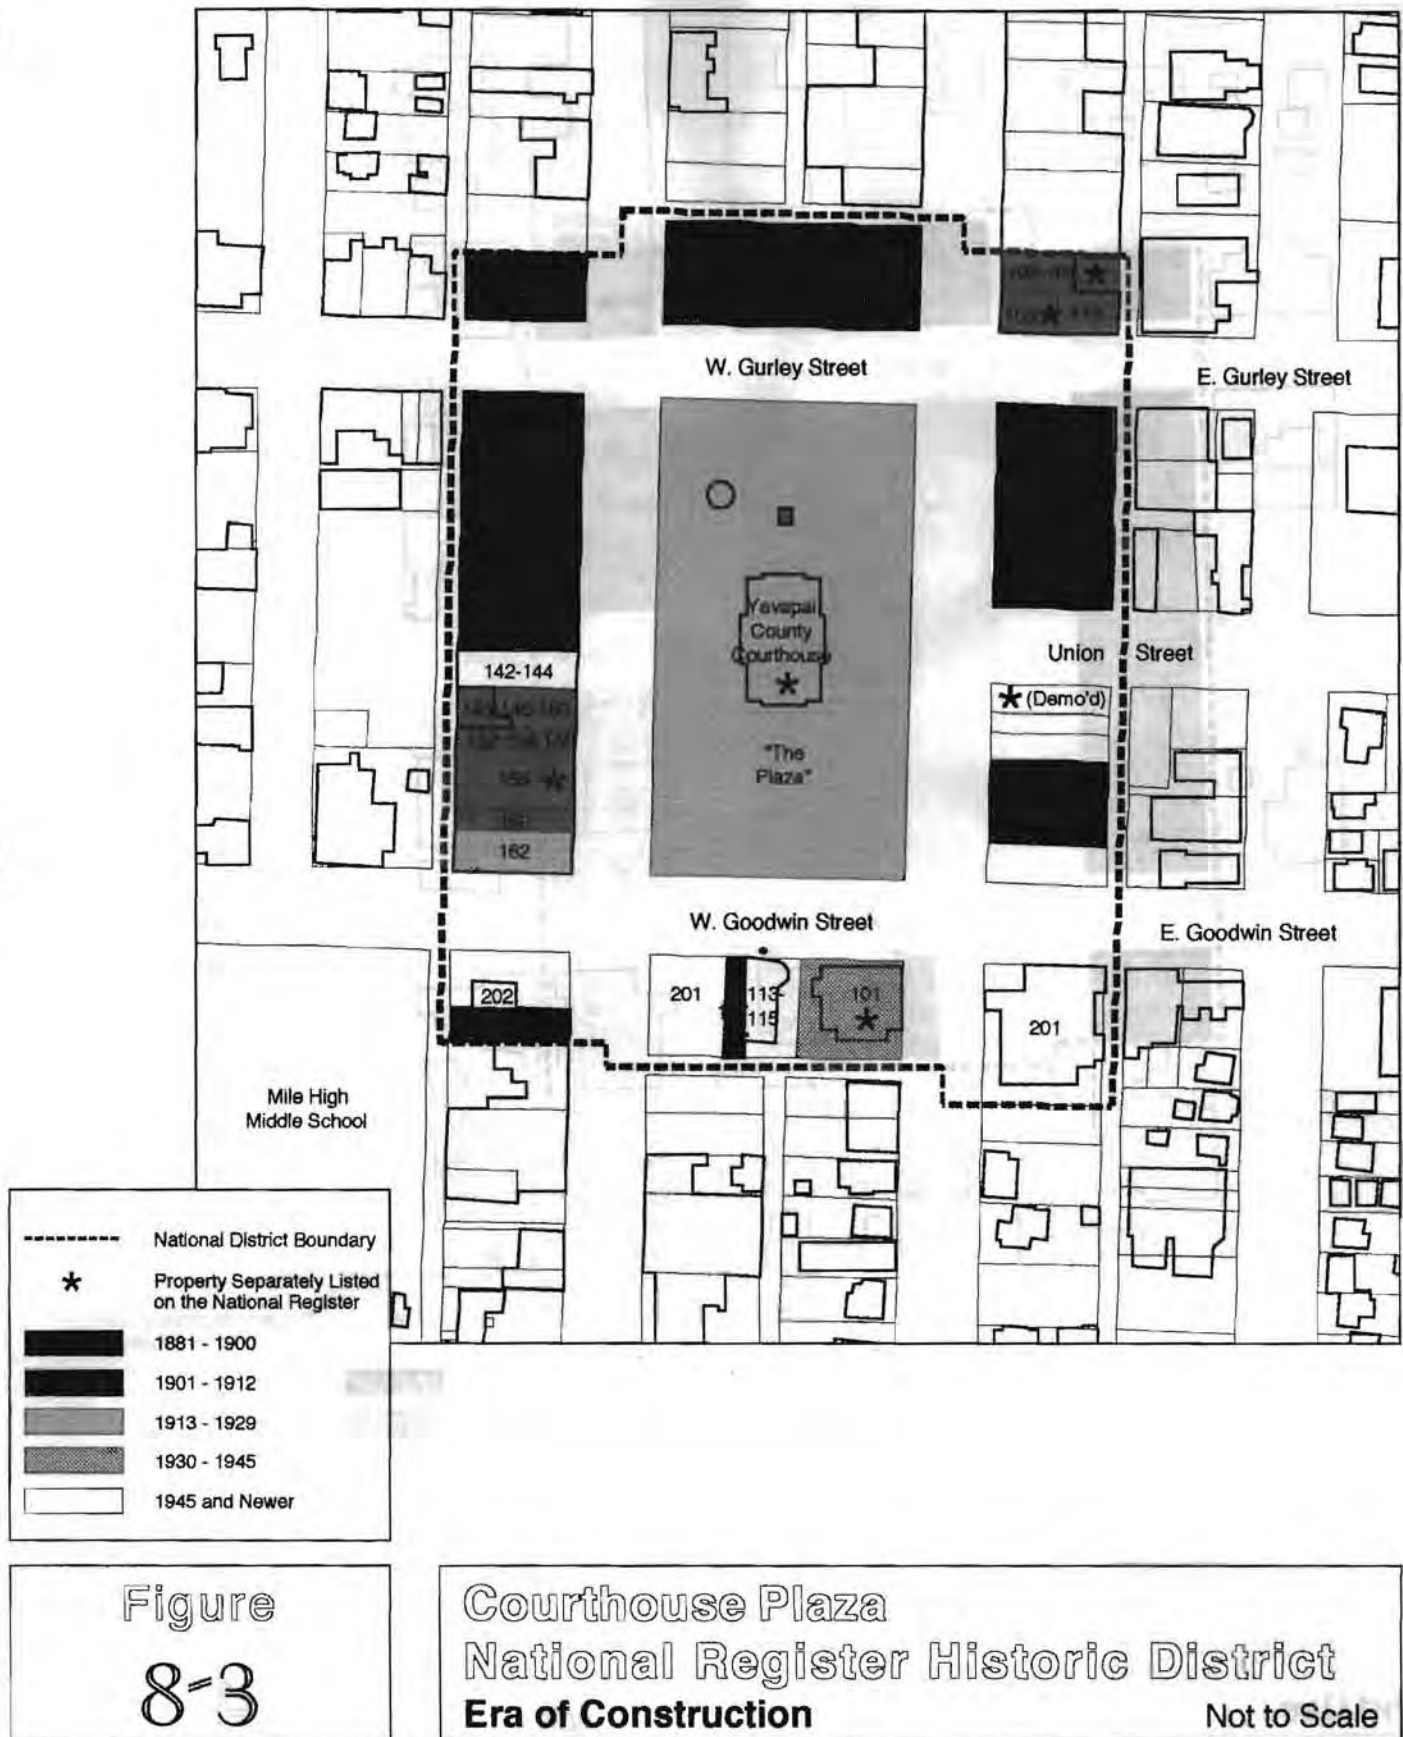 W. Gurley Street
E. Gurley Street
Yavapai
County
Courthouse
Union Street
142-144
(Demo'd)
"The
Plaza"
162
W. Goodwin Street
E. Goodwin Street
202
201
113-
115
101
201
Mile High
Middle School
National District Boundary
Property Separately Listed
on the National Register
1881 - 1900
1901 - 1912
1913 - 1929
1930 - 1945
1945 and Newer
Figure
8-3
Courthouse Plaza
National Register Historic District
Era of Construction
Not to Scale